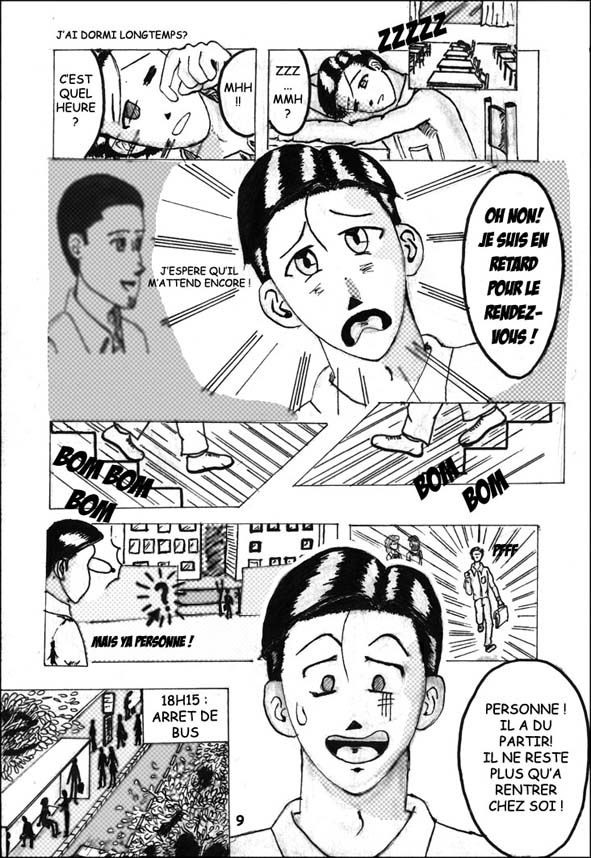 ZZZZZ
ZZZ
...
MMH
?
MHH
!!
C'EST
QUEL
HEURE
?
J'AI DORMI LONGTEMPS?
OH NON!
JE SUIS EN
RETARD
POUR LE
RENDEZ-
VOUS !
J'ESPERE QU'IL
M'ATTEND ENCORE !
BOM
BOM
BOM BOM
BOM
PFFF
?
MAIS YA PERSONNE !
PERSONNE !
IL A DU
PARTIR!
IL NE RESTE
PLUS QU'A
RENTRER
CHEZ SOI !
18H15 :
ARRET DE
BUS
9